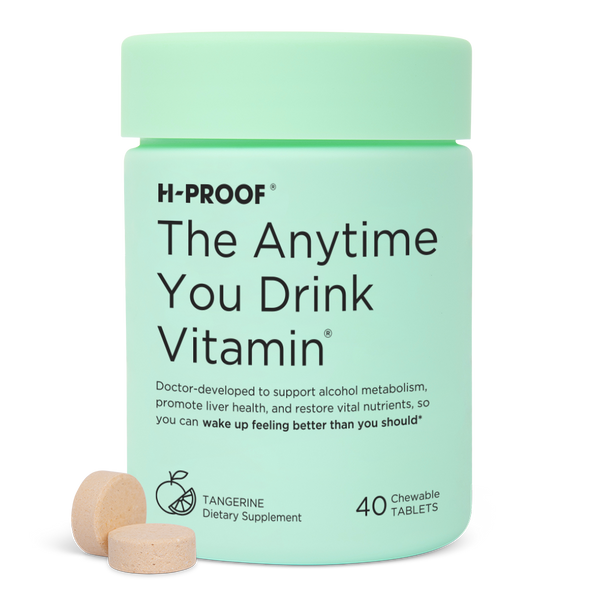 H-PROOF®
The Anytime
You Drink
Vitamin®
Doctor-developed to support alcohol metabolism,
promote liver health, and restore vital nutrients, so
you can wake up feeling better than you should*
TANGERINE
Dietary Supplement
40 Chewable
TABLETS